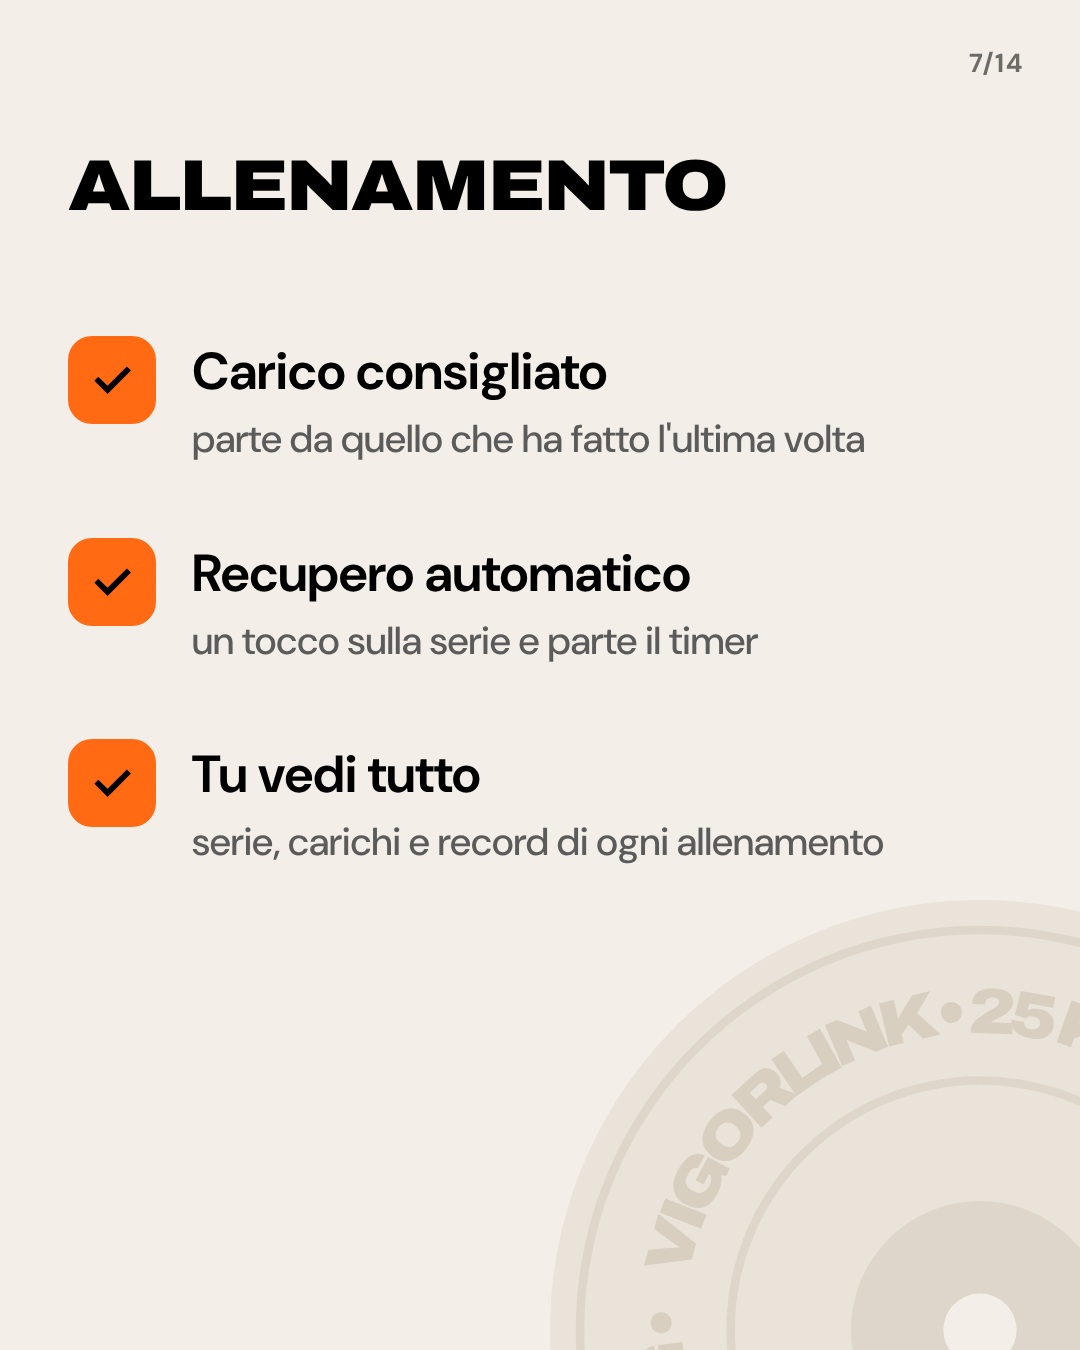 7/14
ALLENAMENTO
Carico consigliato
parte da quello che ha fatto l'ultima volta
Recupero automatico
un tocco sulla serie e parte il timer
Tu vedi tutto
serie, carichi e record di ogni allenamento
VIGORLINK • 25